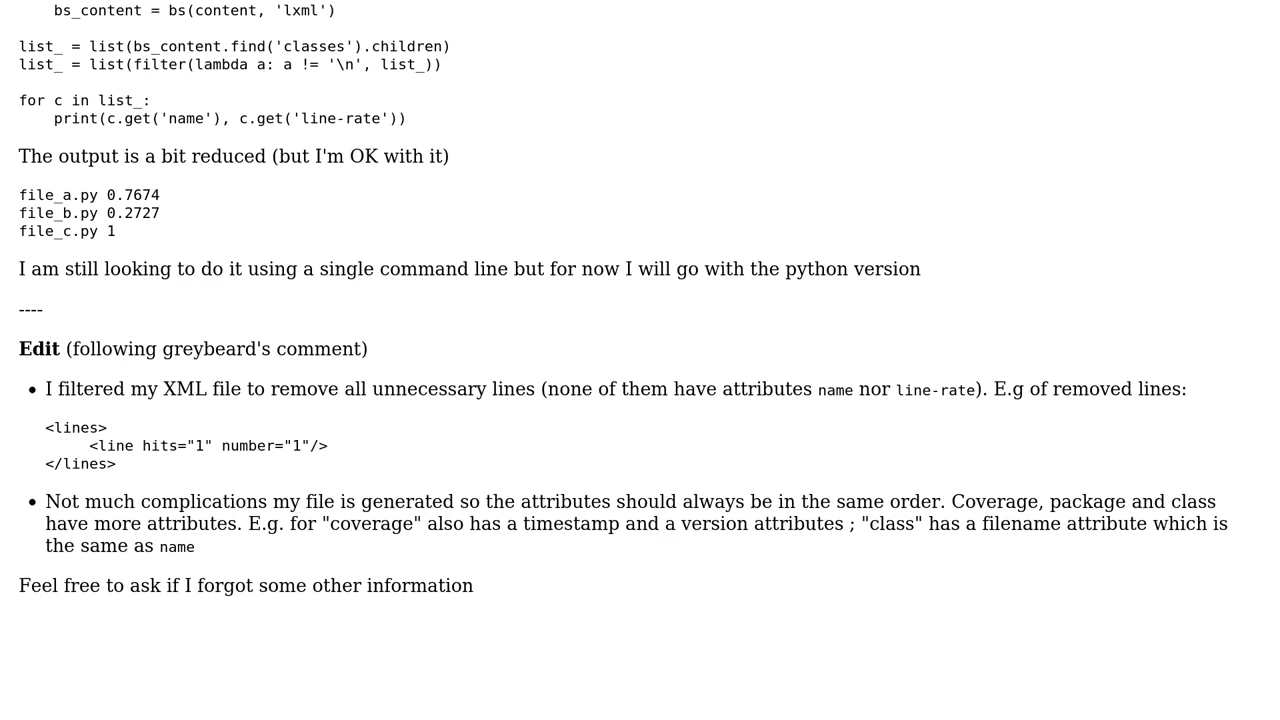 bs_content = bs(content, 'lxml')
list_ = list(bs_content.find('classes').children)
list_ = list(filter(lambda a: a != '\n', list_))
for c in list_:
    print(c.get('name'), c.get('line-rate'))
The output is a bit reduced (but I'm OK with it)
file_a.py 0.7674
file_b.py 0.2727
file_c.py 1
I am still looking to do it using a single command line but for now I will go with the python version
----
Edit (following greybeard's comment)
• I filtered my XML file to remove all unnecessary lines (none of them have attributes name nor line-rate). E.g of removed lines:
<lines>
     <line hits="1" number="1"/>
</lines>
• Not much complications my file is generated so the attributes should always be in the same order. Coverage, package and class
have more attributes. E.g. for "coverage" also has a timestamp and a version attributes ; "class" has a filename attribute which is
the same as name
Feel free to ask if I forgot some other information